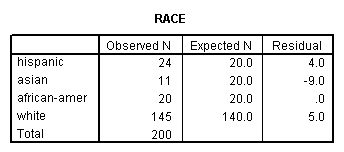 RACE
Observed N Expected N Residual
hispanic 24 20.0 4.0
asian 11 20.0 -9.0
african-amer 20 20.0 .0
white 145 140.0 5.0
Total 200